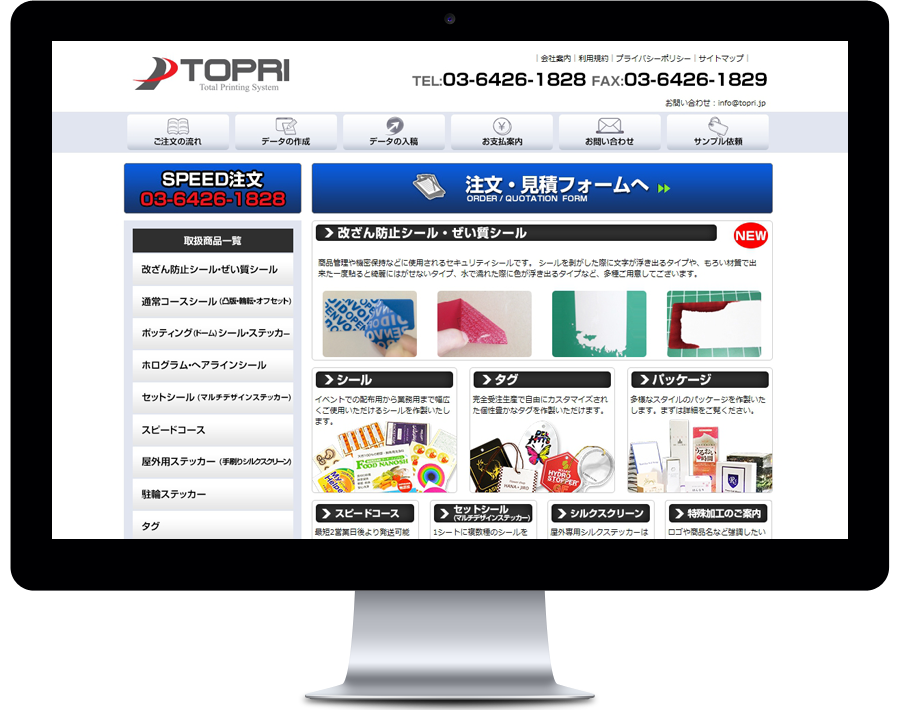 | 会社案内 | 利用規約 | プライバシーポリシー | サイトマップ |
TOPRI
Total Printing System
TEL:03-6426-1828 FAX:03-6426-1829
お問い合わせ：info@topri.jp
ご注文の流れ
データの作成
データの入稿
お支払案内
お問い合わせ
サンプル依頼
SPEED注文
03-6426-1828
注文・見積フォームへ
ORDER / QUOTATION FORM
取扱商品一覧
改ざん防止シール・ぜい質シール
通常コースシール（凸版・輪転・オフセット）
ポッティング（ドーム）シール・ステッカー
ホログラム・ヘアラインシール
セットシール（マルチデザインステッカー）
スピードコース
屋外用ステッカー（手刷りシルクスクリーン）
駐輪ステッカー
タグ
改ざん防止シール・ぜい質シール
NEW
商品管理や機密保持などに使用されるセキュリティシールです。 シールを剥がした際に文字が浮き出るタイプや、もろい材質で出
来た一度貼ると綺麗にはがせないタイプ、水で濡れた際に色が浮き出るタイプなど、多種ご用意してございます。
シール
イベントでの配布用から業務用まで幅広
くご使用いただけるシールを作製いたし
ます。
FOOD NANOSH
My Helper
タグ
完全受注生産で自由にカスタマイズされ
た個性豊かなタグを作製いただけます。
HANA・JIRO
HYDRO
STOPPER
パッケージ
多様なスタイルのパッケージを作製いた
します。まずは詳細をご覧ください。
うるおい
時間
スピードコース
最短2営業日後より発送可能
セットシール
（マルチデザインステッカー）
1シートに複数種のシールを
シルクスクリーン
屋外専用シルクステッカーは
特殊加工のご案内
ロゴや商品名など強調したい